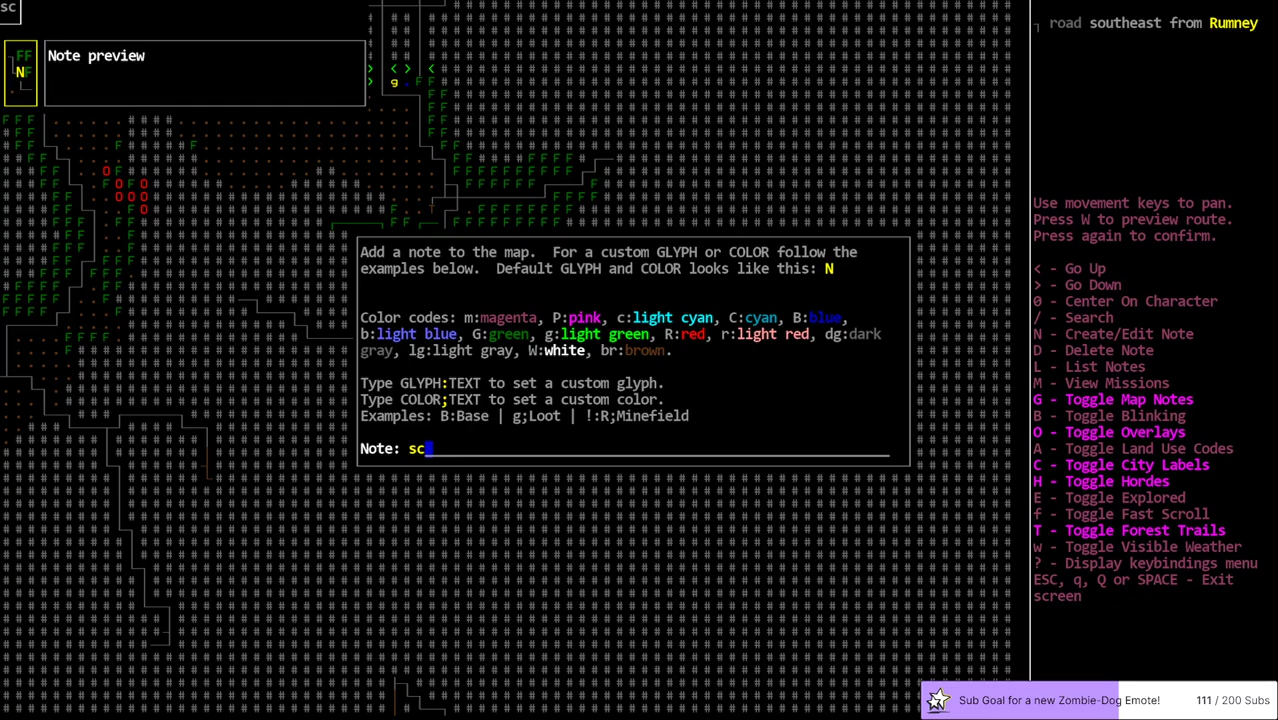 sc
Note preview
road southeast from Rumney
Use movement keys to pan.
Press W to preview route.
Press again to confirm.
< - Go Up
> - Go Down
0 - Center On Character
/ - Search
N - Create/Edit Note
D - Delete Note
L - List Notes
M - View Missions
G - Toggle Map Notes
B - Toggle Blinking
O - Toggle Overlays
A - Toggle Land Use Codes
C - Toggle City Labels
H - Toggle Hordes
E - Toggle Explored
f - Toggle Fast Scroll
T - Toggle Forest Trails
w - Toggle Visible Weather
? - Display keybindings menu
ESC, q, Q or SPACE - Exit
screen
Add a note to the map.  For a custom GLYPH or COLOR follow the
examples below.  Default GLYPH and COLOR looks like this: N
Color codes: m:magenta, P:pink, c:light cyan, C:cyan, B:blue,
b:light blue, G:green, g:light green, R:red, r:light red, dg:dark
gray, lg:light gray, W:white, br:brown.
Type GLYPH:TEXT to set a custom glyph.
Type COLOR;TEXT to set a custom color.
Examples: B:Base | g;Loot | !:R;Minefield
Note: sc
Sub Goal for a new Zombie-Dog Emote! 111 / 200 Subs